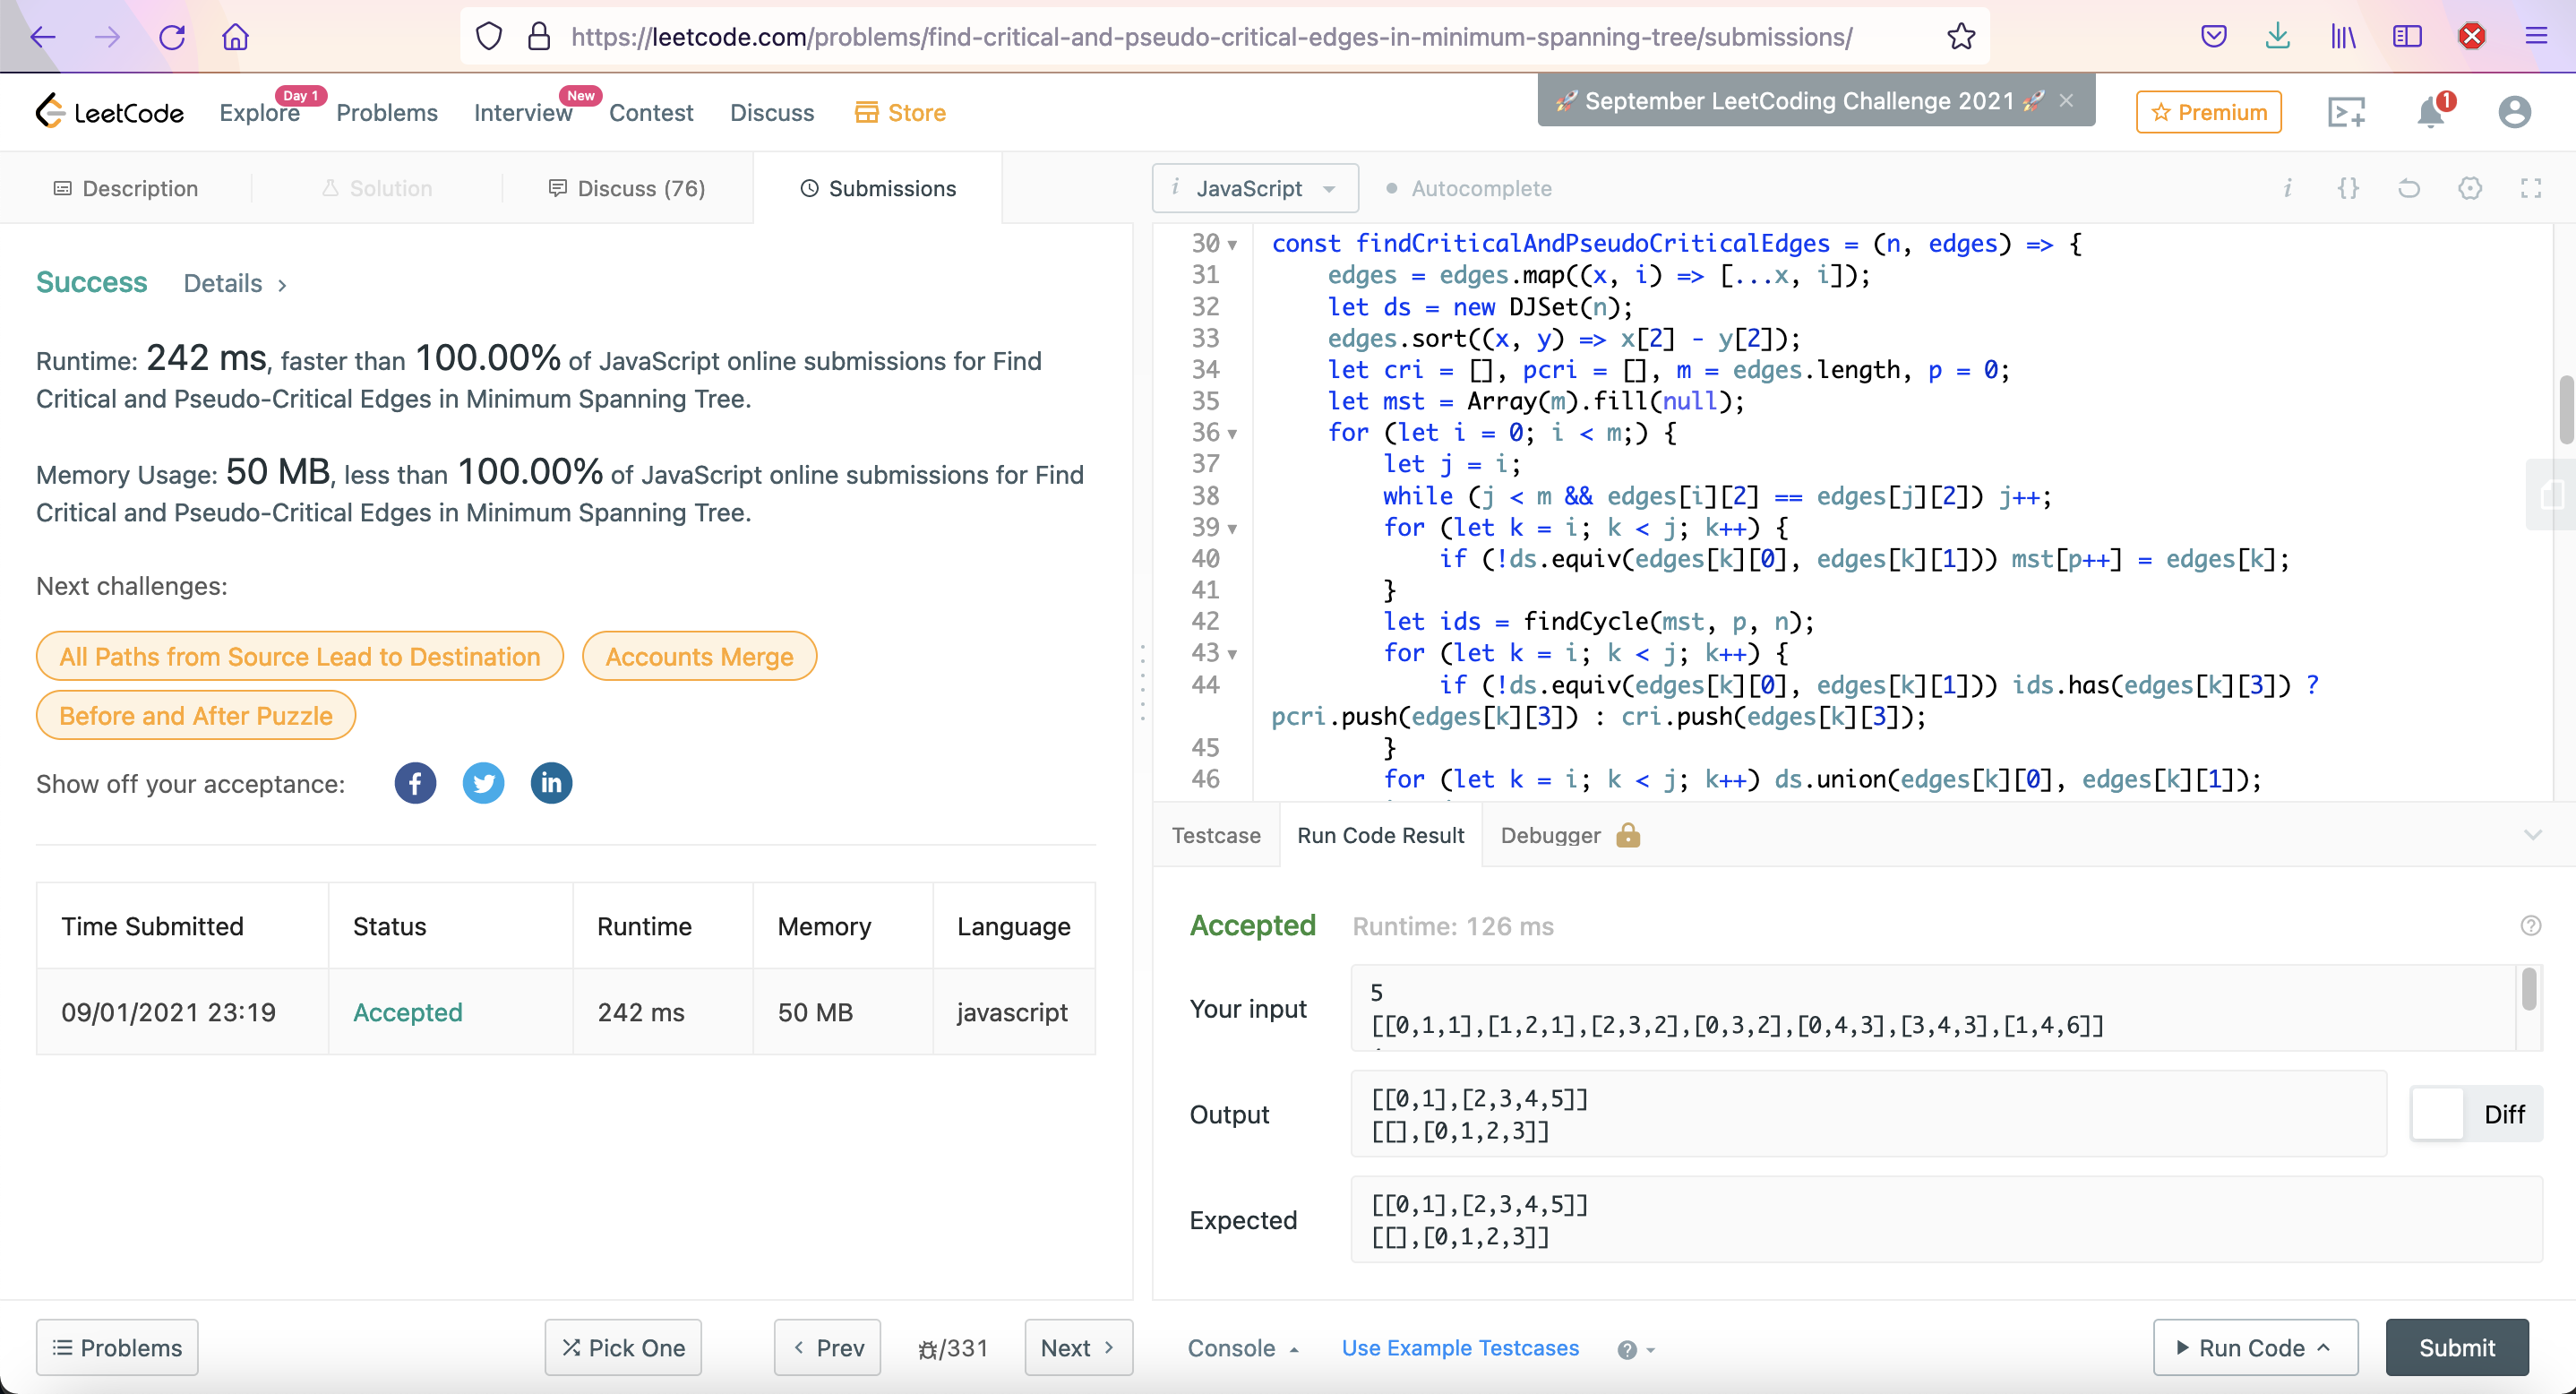 https://leetcode.com/problems/find-critical-and-pseudo-critical-edges-in-minimum-spanning-tree/submissions/
LeetCode
Explore
Day 1
Problems
Interview
New
Contest
Discuss
Store
🚀 September LeetCoding Challenge 2021 🚀 ×
Premium
1
Description
Solution
Discuss (76)
Submissions
i JavaScript
Autocomplete
Success Details >
Runtime: 242 ms, faster than 100.00% of JavaScript online submissions for Find
Critical and Pseudo-Critical Edges in Minimum Spanning Tree.
Memory Usage: 50 MB, less than 100.00% of JavaScript online submissions for Find
Critical and Pseudo-Critical Edges in Minimum Spanning Tree.
Next challenges:
All Paths from Source Lead to Destination
Accounts Merge
Before and After Puzzle
Show off your acceptance:
Time Submitted Status Runtime Memory Language
09/01/2021 23:19 Accepted 242 ms 50 MB javascript
30 const findCriticalAndPseudoCriticalEdges = (n, edges) => {
31 edges = edges.map((x, i) => [...x, i]);
32 let ds = new DJSet(n);
33 edges.sort((x, y) => x[2] - y[2]);
34 let cri = [], pcri = [], m = edges.length, p = 0;
35 let mst = Array(m).fill(null);
36 for (let i = 0; i < m;) {
37 let j = i;
38 while (j < m && edges[i][2] == edges[j][2]) j++;
39 for (let k = i; k < j; k++) {
40 if (!ds.equiv(edges[k][0], edges[k][1])) mst[p++] = edges[k];
41 }
42 let ids = findCycle(mst, p, n);
43 for (let k = i; k < j; k++) {
44 if (!ds.equiv(edges[k][0], edges[k][1])) ids.has(edges[k][3]) ?
pcri.push(edges[k][3]) : cri.push(edges[k][3]);
45 }
46 for (let k = i; k < j; k++) ds.union(edges[k][0], edges[k][1]);
Testcase
Run Code Result
Debugger
Accepted Runtime: 126 ms
Your input
5
[[0,1,1],[1,2,1],[2,3,2],[0,3,2],[0,4,3],[3,4,3],[1,4,6]]
Output
[[0,1],[2,3,4,5]]
[[],[0,1,2,3]]
Diff
Expected
[[0,1],[2,3,4,5]]
[[],[0,1,2,3]]
Problems
Pick One
Prev
/331
Next
Console
Use Example Testcases
Run Code
Submit